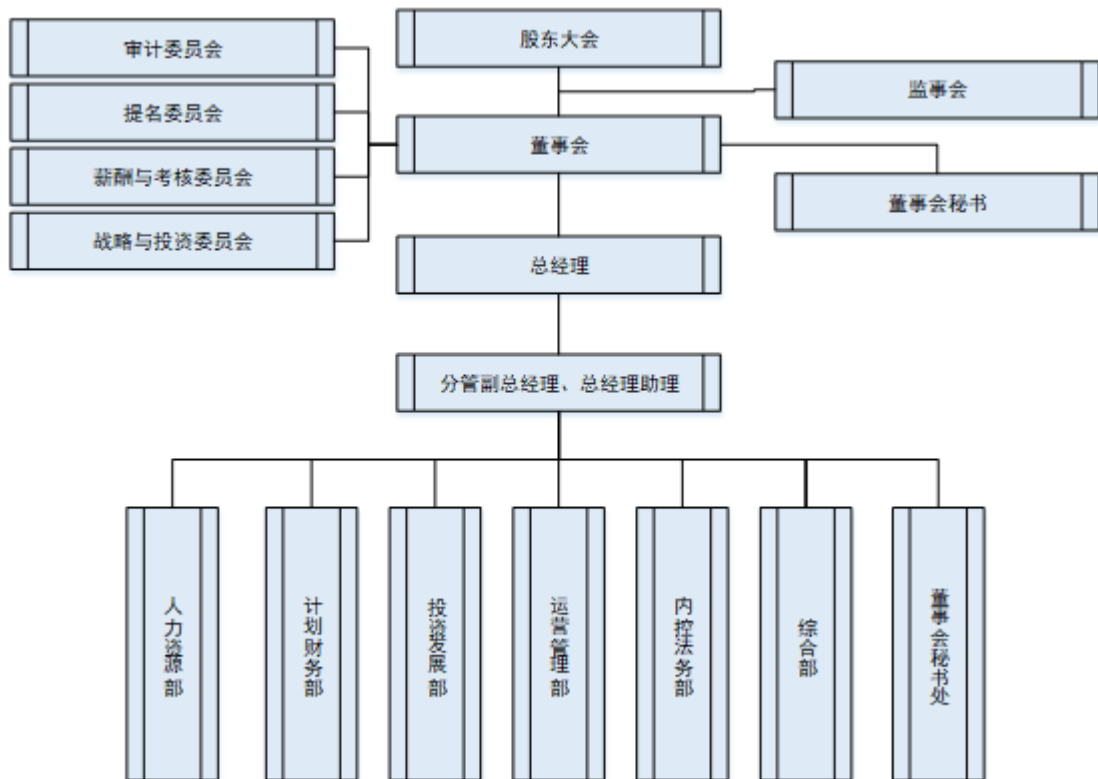 股东大会
审计委员会
监事会
提名委员会
董事会
薪酬与考核委员会
董事会秘书
战略与投资委员会
总经理
分管副总经理、总经理助理
人力资源部
计划财务部
投资发展部
运营管理部
内控法务部
综合部
董事会秘书处